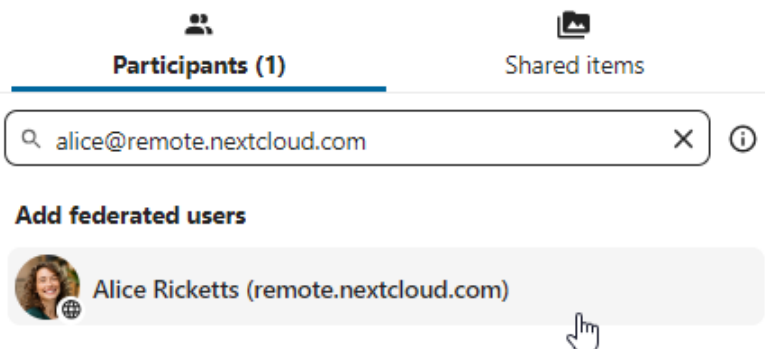 Participants (1)
Shared items
alice@remote.nextcloud.com
Add federated users
Alice Ricketts (remote.nextcloud.com)